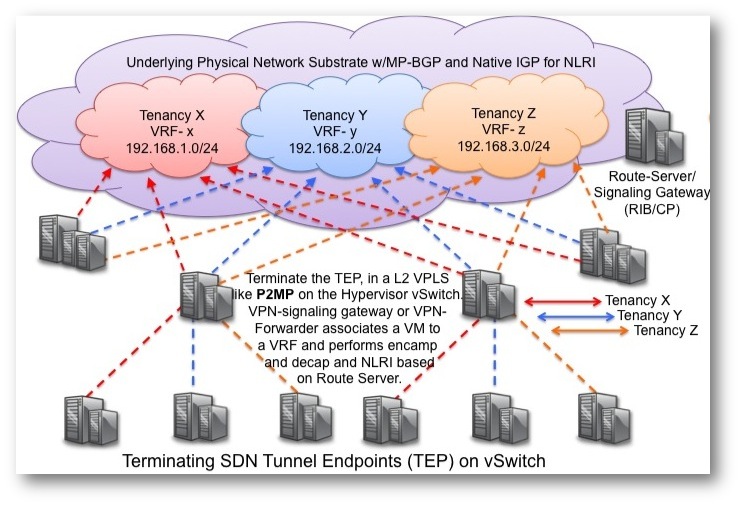 Underlying Physical Network Substrate w/MP-BGP and Native IGP for NLRI
Tenancy X
VRF- x
192.168.1.0/24
Tenancy Y
VRF- y
192.168.2.0/24
Tenancy Z
VRF- z
192.168.3.0/24
Route-Server/
Signaling Gateway
(RIB/CP)
Terminate the TEP, in a L2 VPLS
like P2MP on the Hypervisor vSwitch.
VPN-signaling gateway or VPN-
Forwarder associates a VM to
a VRF and performs encamp
and decap and NLRI based
on Route Server.
Tenancy X
Tenancy Y
Tenancy Z
Terminating SDN Tunnel Endpoints (TEP) on vSwitch